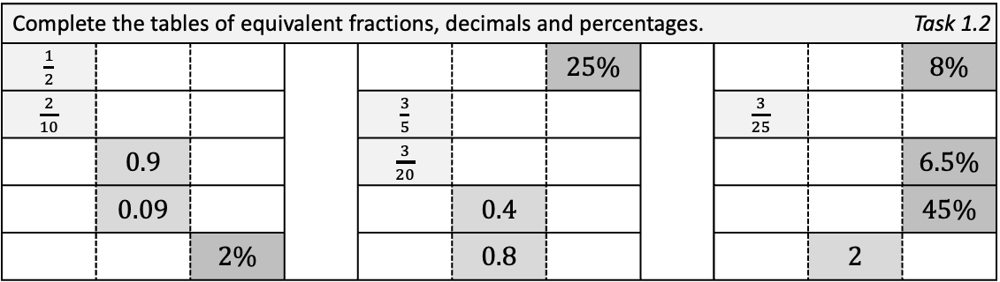 Complete the tables of equivalent fractions, decimals and percentages. Task 1.2
1/2 25% 8%
2/10 3/5 3/25
0.9 3/20 6.5%
0.09 0.4 45%
2% 0.8 2